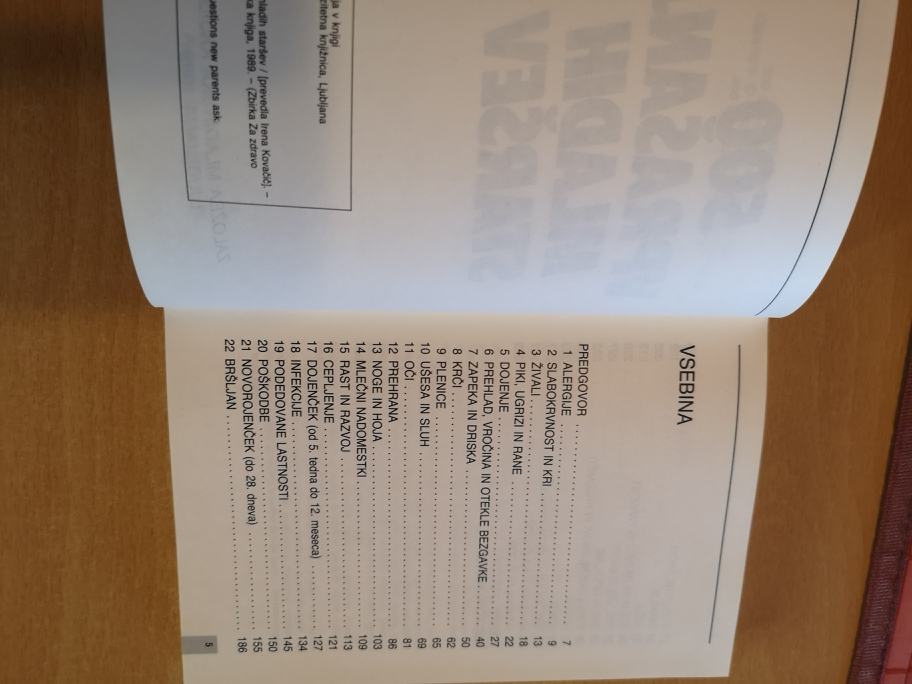 ja v knjigi
zitetna knjižnica, Ljubljana
mladih staršev / [prevedla Irena Kovačič]. –
ka knjiga, 1989. – (Zbirka Za zdravo
estions new parents ask.
VSEBINA
PREDGOVOR . . . . . 7
1 ALERGIJE . . . . . 9
2 SLABOKRVNOST IN KRI . . . . . 13
3 ŽIVALI . . . . . 18
4 PIKI, UGRIZI IN RANE . . . . . 22
5 DOJENJE . . . . . 27
6 PREHLAD, VROČINA IN OTEKLE BEZGAVKE . . . . . 40
7 ZAPEKA IN DRISKA . . . . . 50
8 KRČI . . . . . 62
9 PLENICE . . . . . 65
10 UŠESA IN SLUH . . . . . 69
11 OČI . . . . . 81
12 PREHRANA . . . . . 86
13 NOGE IN HOJA . . . . . 103
14 MLEČNI NADOMESTKI . . . . . 109
15 RAST IN RAZVOJ . . . . . 113
16 CEPLJENJE . . . . . 121
17 DOJENČEK (od 5. tedna do 12. meseca) . . . . . 127
18 INFEKCIJE . . . . . 134
19 PODEDOVANE LASTNOSTI . . . . . 145
20 POŠKODBE . . . . . 150
21 NOVOROJENČEK (do 28. dneva) . . . . . 155
22 BRŠLJAN . . . . . 186
5